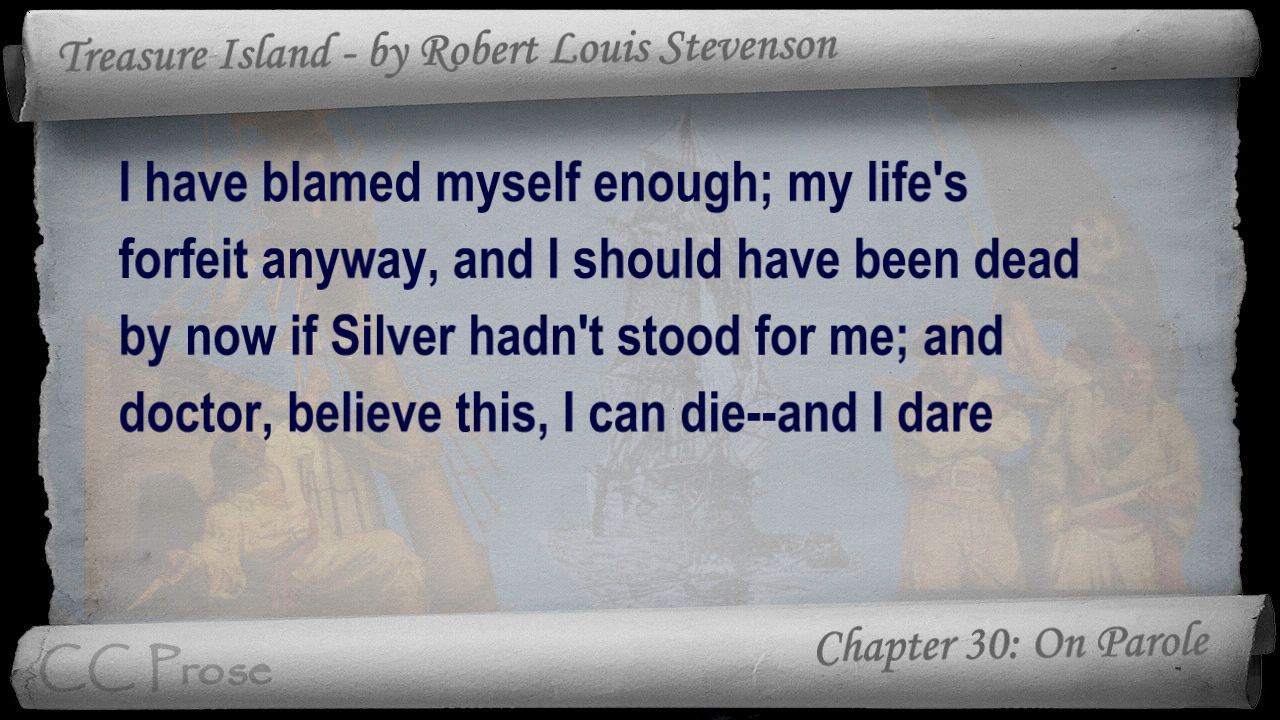 Treasure Island - by Robert Louis Stevenson
I have blamed myself enough; my life's
forfeit anyway, and I should have been dead
by now if Silver hadn't stood for me; and
doctor, believe this, I can die--and I dare
Chapter 30: On Parole
CC Prose